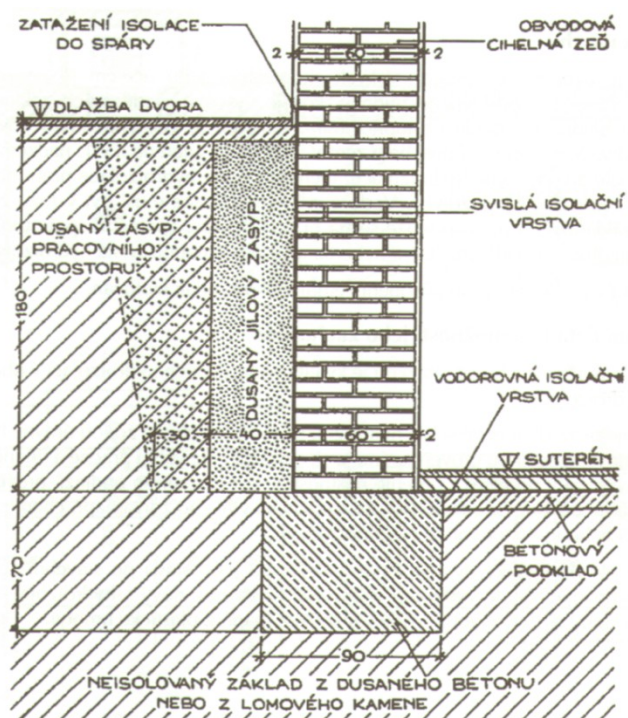 ZATAŽENÍ ISOLACE
DO SPÁRY
OBVODOVÁ
CIHELNÁ ZEĎ
2 60 2
DLAŽBA DVORA
SVISLÁ ISOLAČNÍ
VRSTVA
DUŠANÝ ZÁSYP
PRACOVNÍHO
PROSTORU
DUSANÝ JÍLOVÝ ZÁSYP
180
VODOROVNÁ ISOLAČNÍ
VRSTVA
30 40 60 2
SUTERÉN
BETONOVÝ
PODKLAD
70
90
NEISOLOVANÝ ZÁKLAD Z DUSANÉHO BETONU
NEBO Z LOMOVÉHO KAMENE